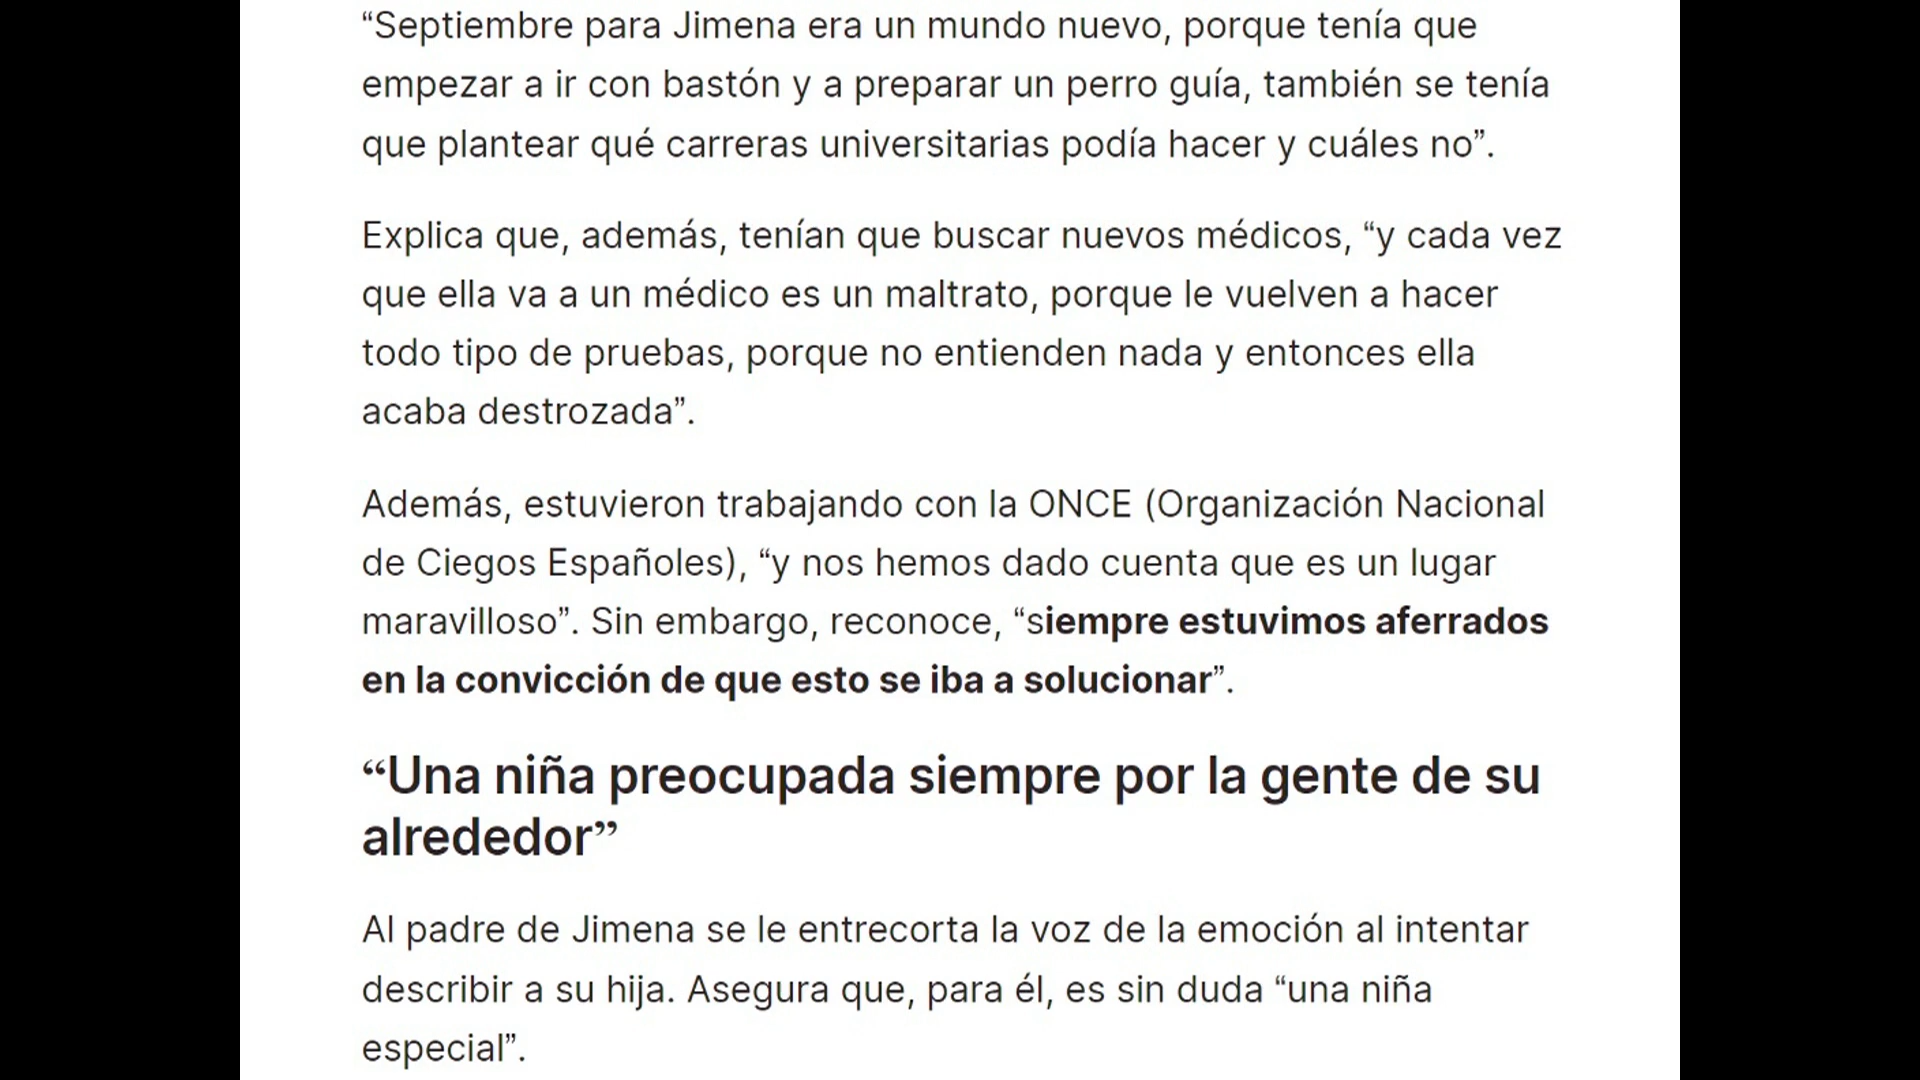 “Septiembre para Jimena era un mundo nuevo, porque tenía que
empezar a ir con bastón y a preparar un perro guía, también se tenía
que plantear qué carreras universitarias podía hacer y cuáles no”.
Explica que, además, tenían que buscar nuevos médicos, “y cada vez
que ella va a un médico es un maltrato, porque le vuelven a hacer
todo tipo de pruebas, porque no entienden nada y entonces ella
acaba destrozada”.
Además, estuvieron trabajando con la ONCE (Organización Nacional
de Ciegos Españoles), “y nos hemos dado cuenta que es un lugar
maravilloso”. Sin embargo, reconoce, “siempre estuvimos aferrados
en la convicción de que esto se iba a solucionar”.
“Una niña preocupada siempre por la gente de su
alrededor”
Al padre de Jimena se le entrecorta la voz de la emoción al intentar
describir a su hija. Asegura que, para él, es sin duda “una niña
especial”.